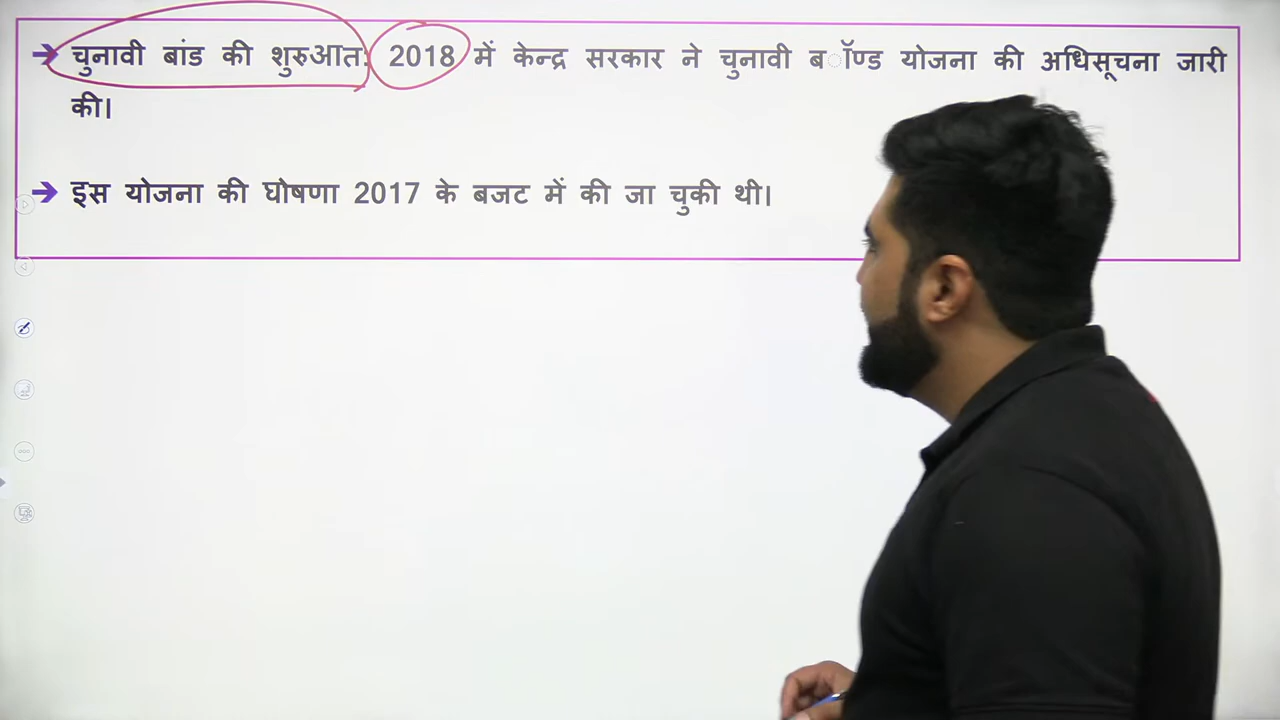 → चुनावी बांड की शुरुआत: 2018 में केन्द्र सरकार ने चुनावी बॉण्ड योजना की अधिसूचना जारी
की।
→ इस योजना की घोषणा 2017 के बजट में की जा चुकी थी।